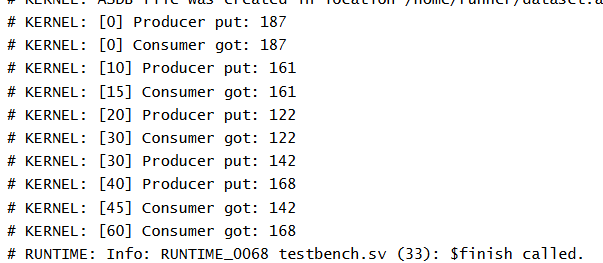 # KERNEL: ASDB file was created in location /home/runner/dataset.a
# KERNEL: [0] Producer put: 187
# KERNEL: [0] Consumer got: 187
# KERNEL: [10] Producer put: 161
# KERNEL: [15] Consumer got: 161
# KERNEL: [20] Producer put: 122
# KERNEL: [30] Consumer got: 122
# KERNEL: [30] Producer put: 142
# KERNEL: [40] Producer put: 168
# KERNEL: [45] Consumer got: 142
# KERNEL: [60] Consumer got: 168
# RUNTIME: Info: RUNTIME_0068 testbench.sv (33): $finish called.